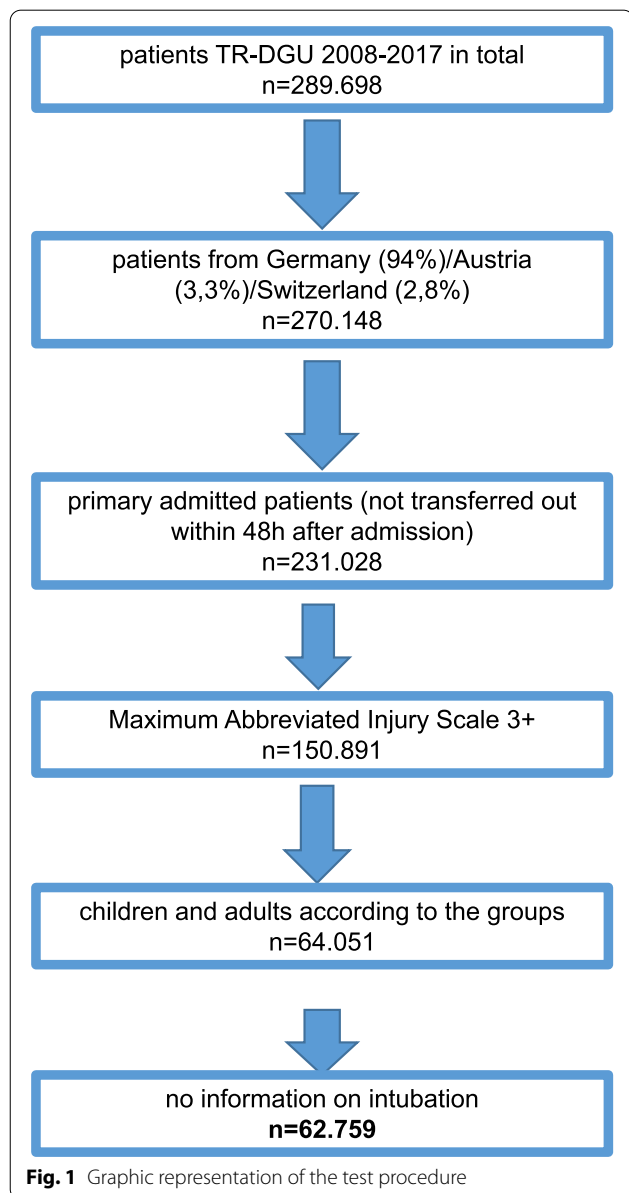 patients TR-DGU 2008-2017 in total
n=289.698
patients from Germany (94%)/Austria
(3,3%)/Switzerland (2,8%)
n=270.148
primary admitted patients (not transferred out
within 48h after admission)
n=231.028
Maximum Abbreviated Injury Scale 3+
n=150.891
children and adults according to the groups
n=64.051
no information on intubation
n=62.759
Fig. 1 Graphic representation of the test procedure